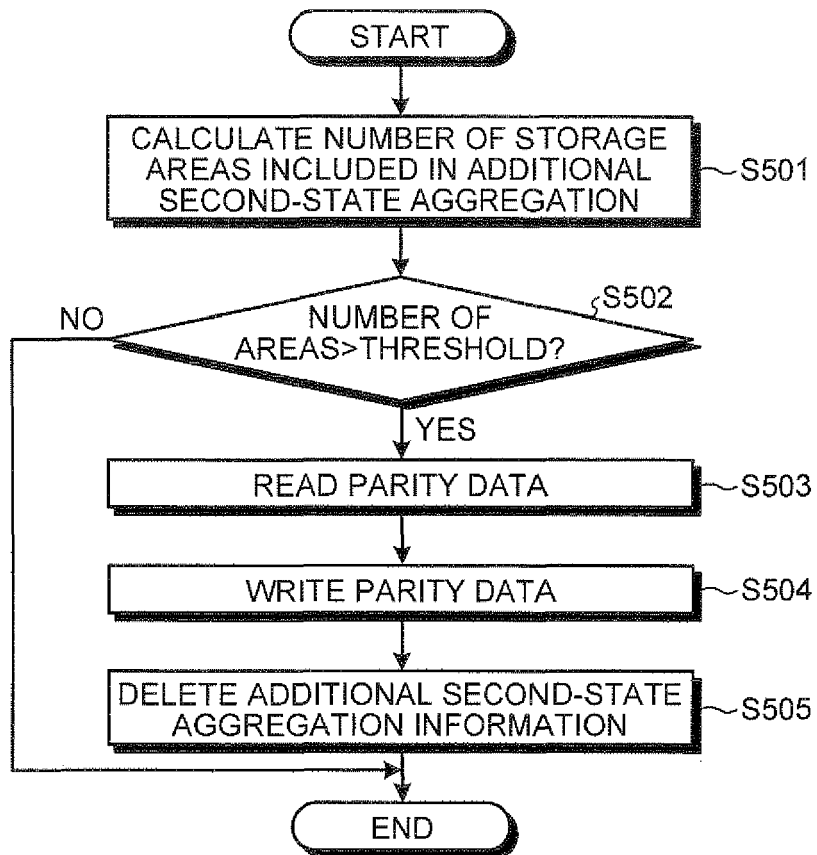 START
CALCULATE NUMBER OF STORAGE
AREAS INCLUDED IN ADDITIONAL
SECOND-STATE AGGREGATION
S501
S502
NO
NUMBER OF
AREAS>THRESHOLD?
YES
READ PARITY DATA
S503
WRITE PARITY DATA
S504
DELETE ADDITIONAL SECOND-STATE
AGGREGATION INFORMATION
S505
END